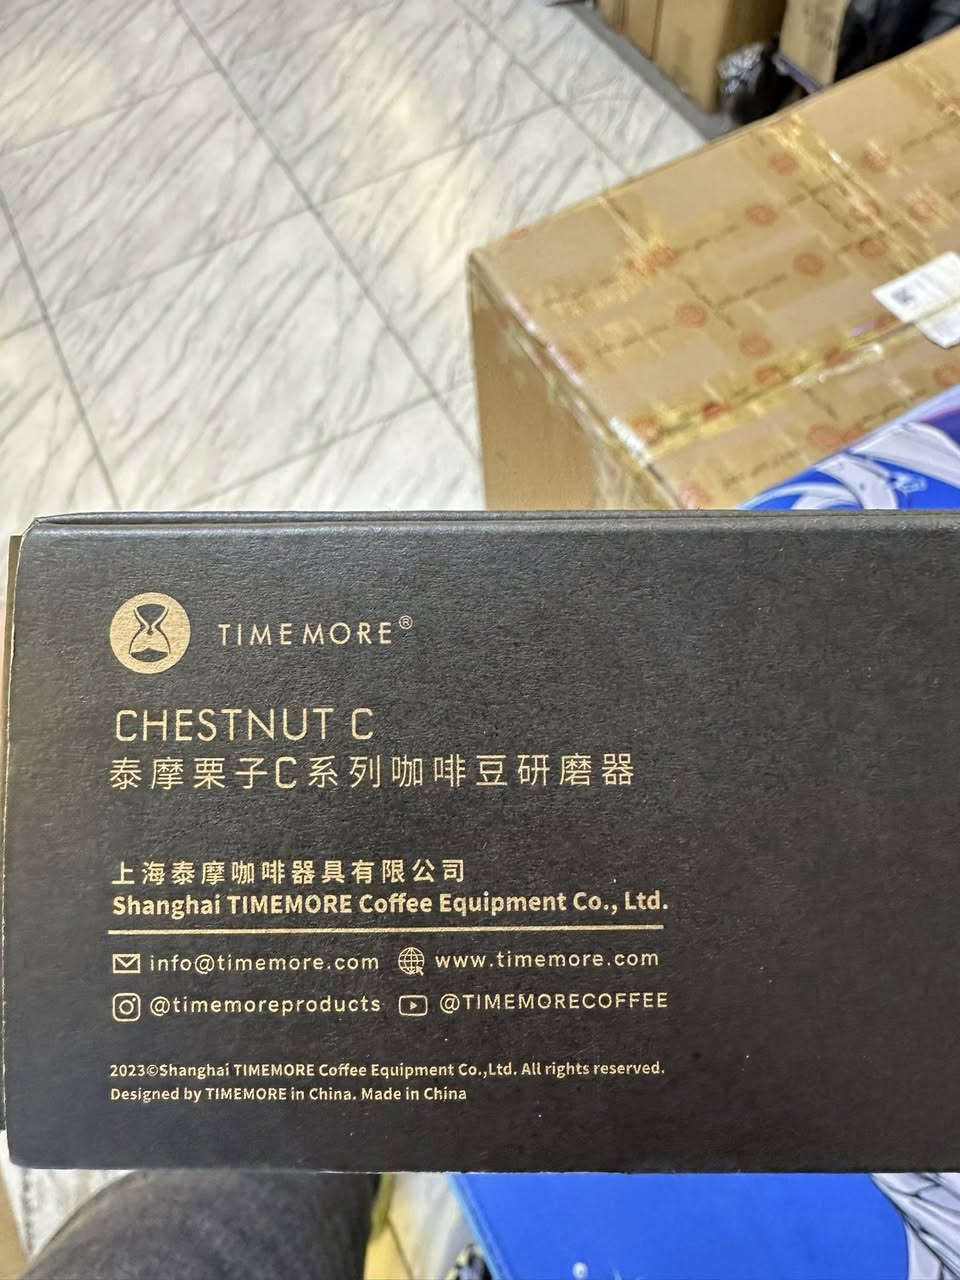 TIMEMORE®
CHESTNUT C
泰摩栗子C系列咖啡豆研磨器
上海泰摩咖啡器具有限公司
Shanghai TIMEMORE Coffee Equipment Co., Ltd.
info@timemore.com www.timemore.com
@timemoreproducts @TIMEMORECOFFEE
2023©Shanghai TIMEMORE Coffee Equipment Co.,Ltd. All rights reserved.
Designed by TIMEMORE in China. Made in China